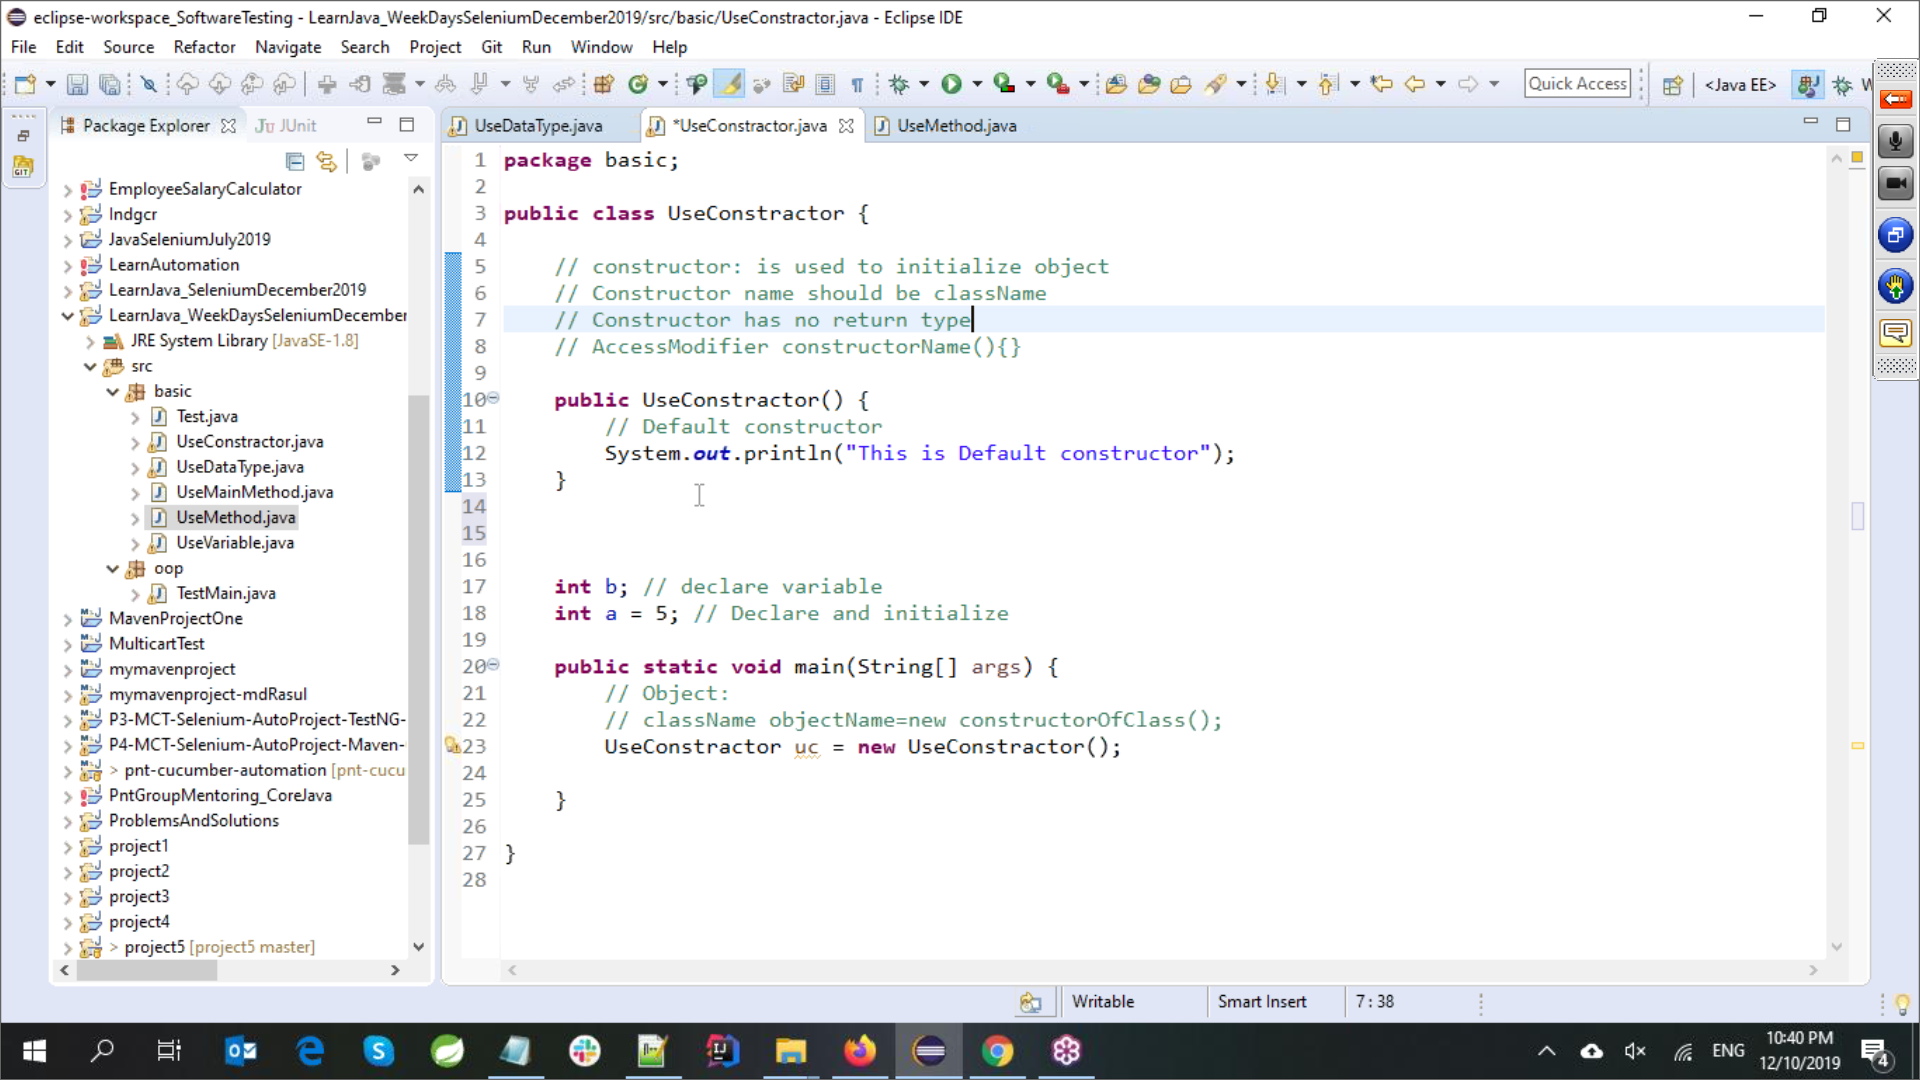 eclipse-workspace_SoftwareTesting - LearnJava_WeekDaysSeleniumDecember2019/src/basic/UseConstractor.java - Eclipse IDE
File Edit Source Refactor Navigate Search Project Git Run Window Help
Quick Access
<Java EE>
Package Explorer
JUnit
UseDataType.java
*UseConstractor.java
UseMethod.java
EmployeeSalaryCalculator
Indgcr
JavaSeleniumJuly2019
LearnAutomation
LearnJava_SeleniumDecember2019
LearnJava_WeekDaysSeleniumDecember
JRE System Library [JavaSE-1.8]
src
basic
Test.java
UseConstractor.java
UseDataType.java
UseMainMethod.java
UseMethod.java
UseVariable.java
oop
TestMain.java
MavenProjectOne
MulticartTest
mymavenproject
mymavenproject-mdRasul
P3-MCT-Selenium-AutoProject-TestNG-
P4-MCT-Selenium-AutoProject-Maven-
> pnt-cucumber-automation [pnt-cucu
PntGroupMentoring_CoreJava
ProblemsAndSolutions
project1
project2
project3
project4
> project5 [project5 master]
1 package basic;
2
3 public class UseConstractor {
4
5 // constructor: is used to initialize object
6 // Constructor name should be className
7 // Constructor has no return type
8 // AccessModifier constructorName(){}
9
10 public UseConstractor() {
11 // Default constructor
12 System.out.println("This is Default constructor");
13 }
14
15
16
17 int b; // declare variable
18 int a = 5; // Declare and initialize
19
20 public static void main(String[] args) {
21 // Object:
22 // className objectName=new constructorOfClass();
23 UseConstractor uc = new UseConstractor();
24
25 }
26
27 }
28
Writable
Smart Insert
7 : 38
ENG
10:40 PM
12/10/2019
4